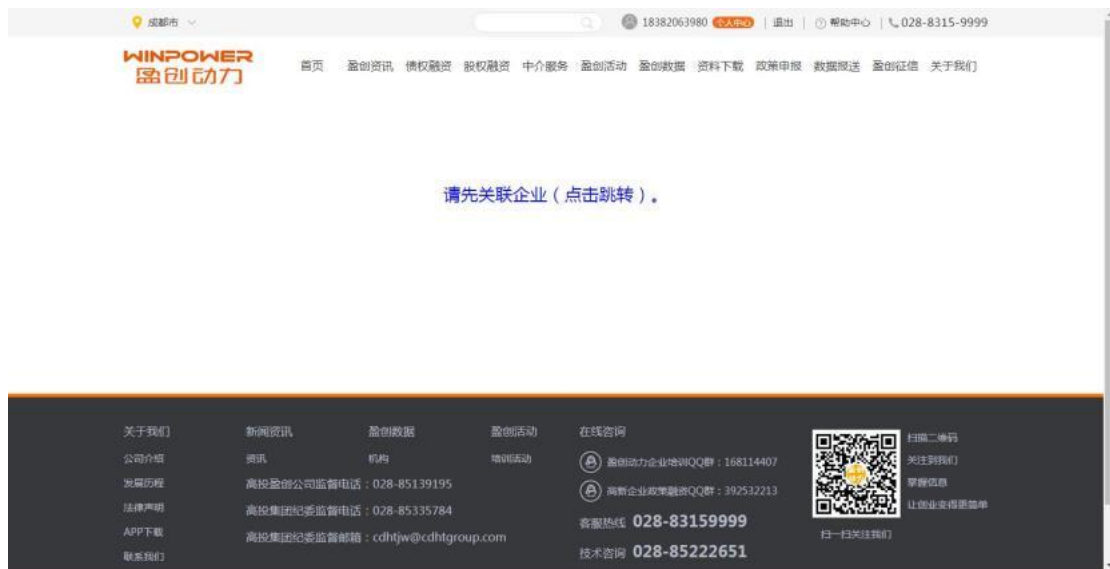 成都市
18382063980 个人中心 | 退出 | 帮助中心 | 028-8315-9999
WINPOWER
盈创动力
首页 盈创资讯 债权融资 股权融资 中介服务 盈创活动 盈创数据 资料下载 政策申报 数据报送 盈创征信 关于我们
请先关联企业（点击跳转）。
关于我们 新闻资讯 盈创数据 盈创活动 在线咨询
扫描二维码
公司介绍 资讯 机构 培训活动 盈创动力企业培训QQ群：168114407
关注到我们
发展历程 高投盈创公司监督电话：028-85139195
掌握信息
高新企业政策融资QQ群：392532213
让创业变得更简单
法律声明 高投集团纪委监督电话：028-85335784
客服热线 028-83159999
APP下载 高投集团纪委监督邮箱：cdhtjw@cdhtgroup.com
扫一扫关注我们
联系我们
技术咨询 028-85222651